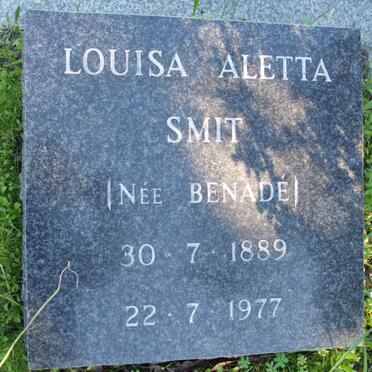 LOUISA ALETTA
SMIT
(NÉE BENADÉ)
30 · 7 · 1889
22 · 7 · 1977